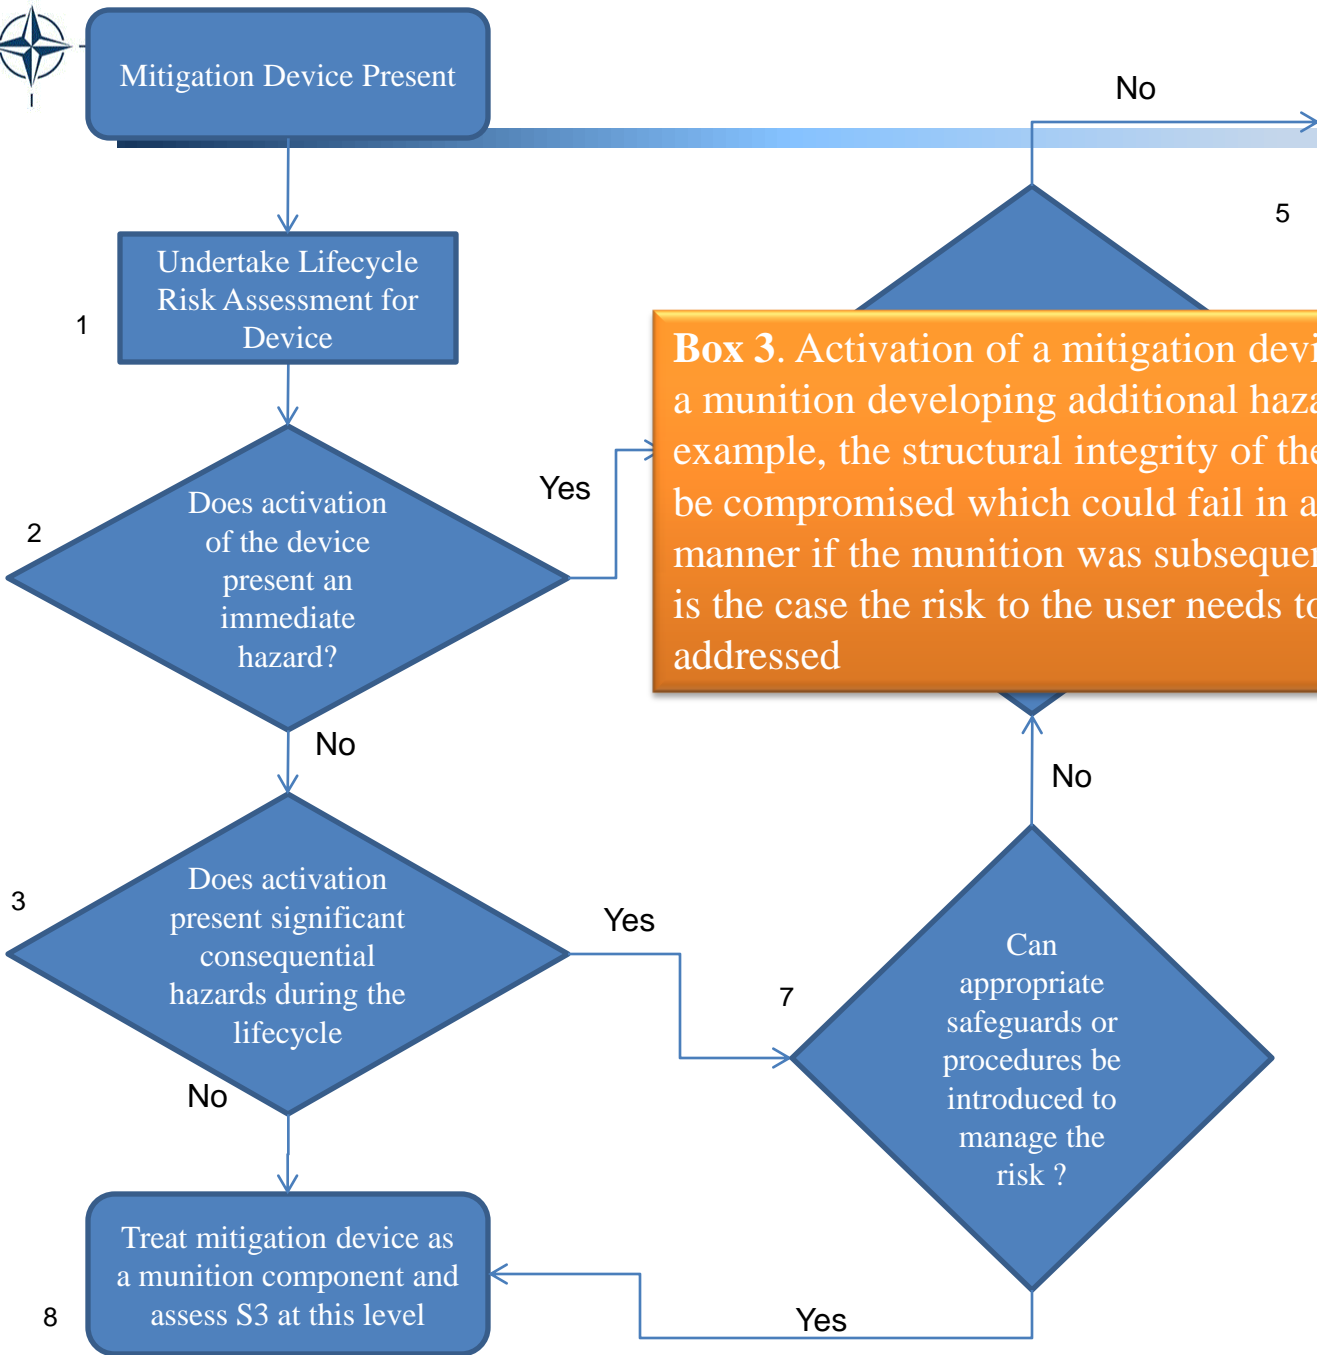 Mitigation Device Present
No
5
1
Undertake Lifecycle
Risk Assessment for
Device
Box 3. Activation of a mitigation
a munition developing additional
example, the structural integrity of
be compromised which could fail in
manner if the munition was
is the case the risk to the user needs to
addressed
2
Does activation
of the device
present an
immediate
hazard?
Yes
No
No
3
Does activation
present significant
consequential
hazards during the
lifecycle
Yes
7
Can
appropriate
safeguards or
procedures be
introduced to
manage the
risk ?
No
8
Treat mitigation device as
a munition component and
assess S3 at this level
Yes